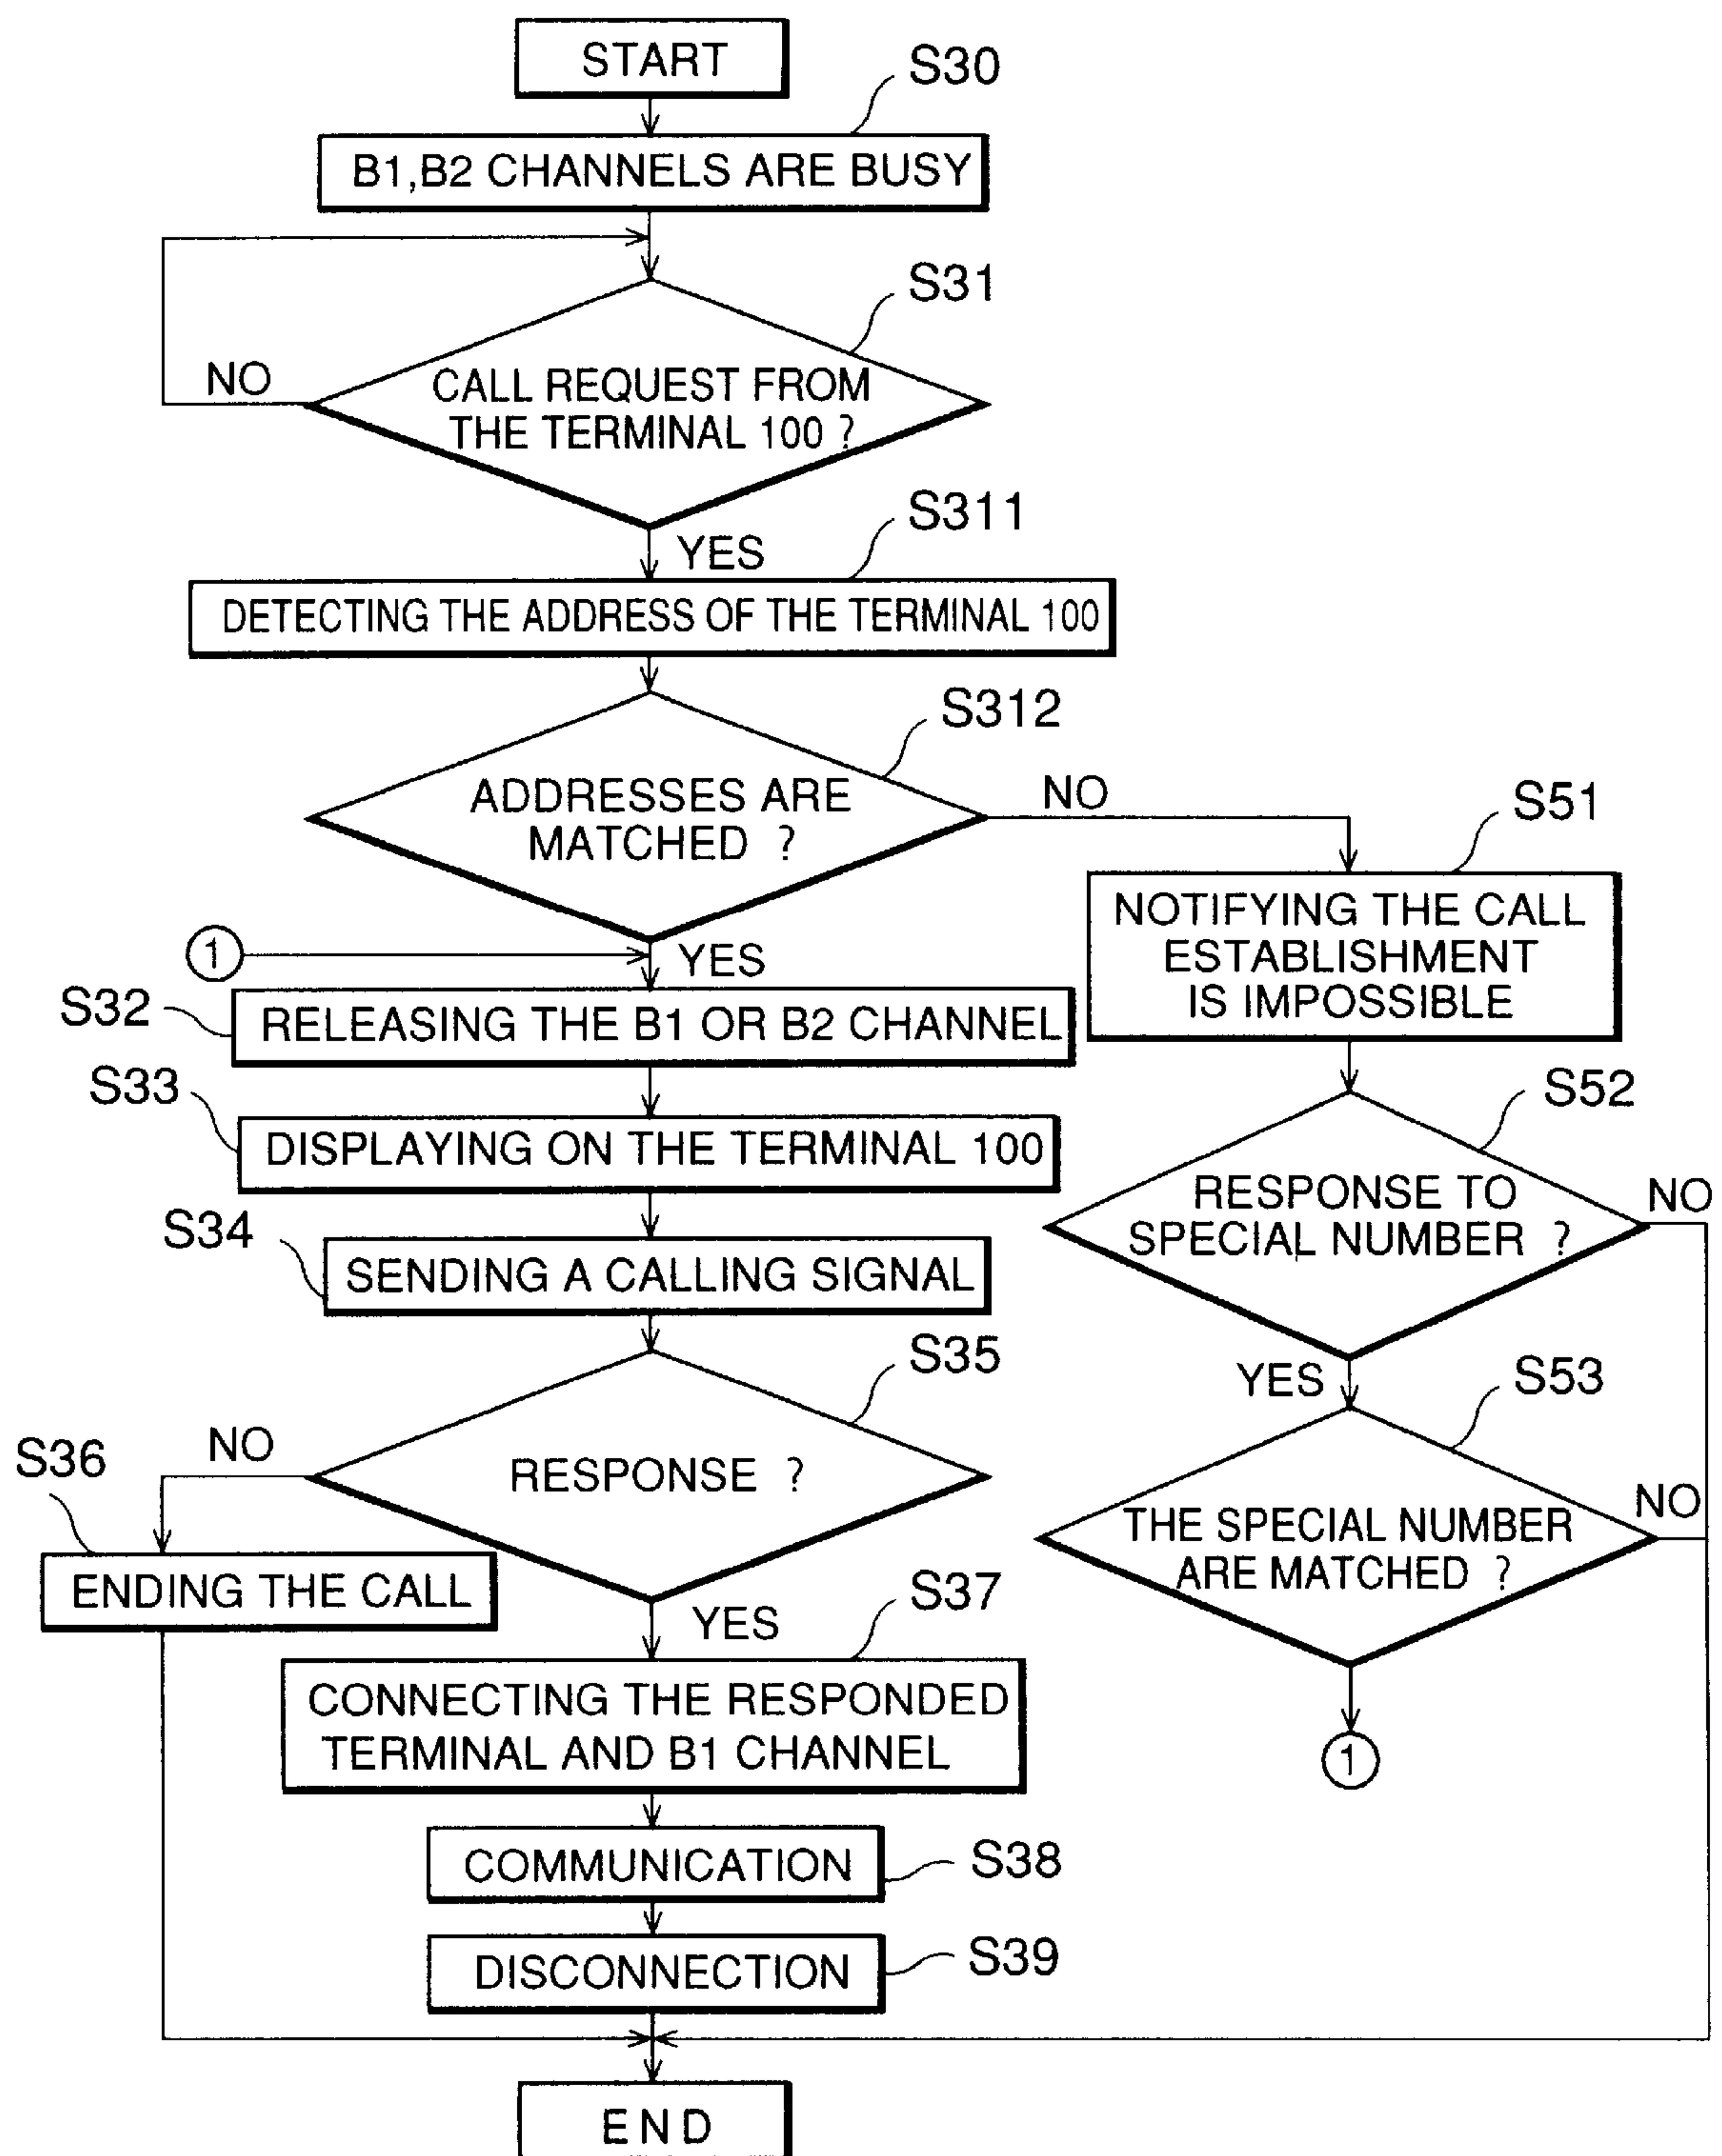 START
S30
B1,B2 CHANNELS ARE BUSY
S31
NO
CALL REQUEST FROM
THE TERMINAL 100 ?
S311
YES
DETECTING THE ADDRESS OF THE TERMINAL 100
S312
ADDRESSES ARE
MATCHED ?
NO
S51
NOTIFYING THE CALL
ESTABLISHMENT
IS IMPOSSIBLE
1
YES
S32
RELEASING THE B1 OR B2 CHANNEL
S33
DISPLAYING ON THE TERMINAL 100
S52
RESPONSE TO
SPECIAL NUMBER ?
NO
S34
SENDING A CALLING SIGNAL
S35
YES
S53
S36
NO
RESPONSE ?
THE SPECIAL NUMBER
ARE MATCHED ?
NO
ENDING THE CALL
YES
S37
CONNECTING THE RESPONDED
TERMINAL AND B1 CHANNEL
1
COMMUNICATION
S38
DISCONNECTION
S39
END